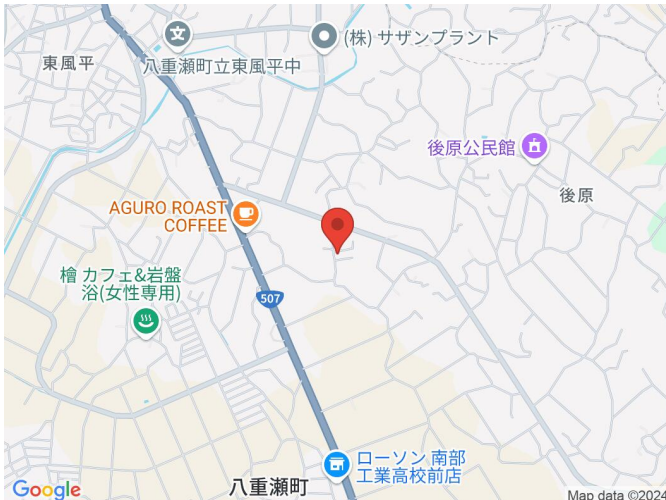 東風平
八重瀬町立東風平中
(株) サザンプラント
後原公民館
後原
AGURO ROAST
COFFEE
檜 カフェ&岩盤
浴(女性専用)
507
ローソン 南部
工業高校前店
八重瀬町
文
Google
Map data ©2024